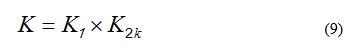 K = K₁ × K₂ₖ (9)